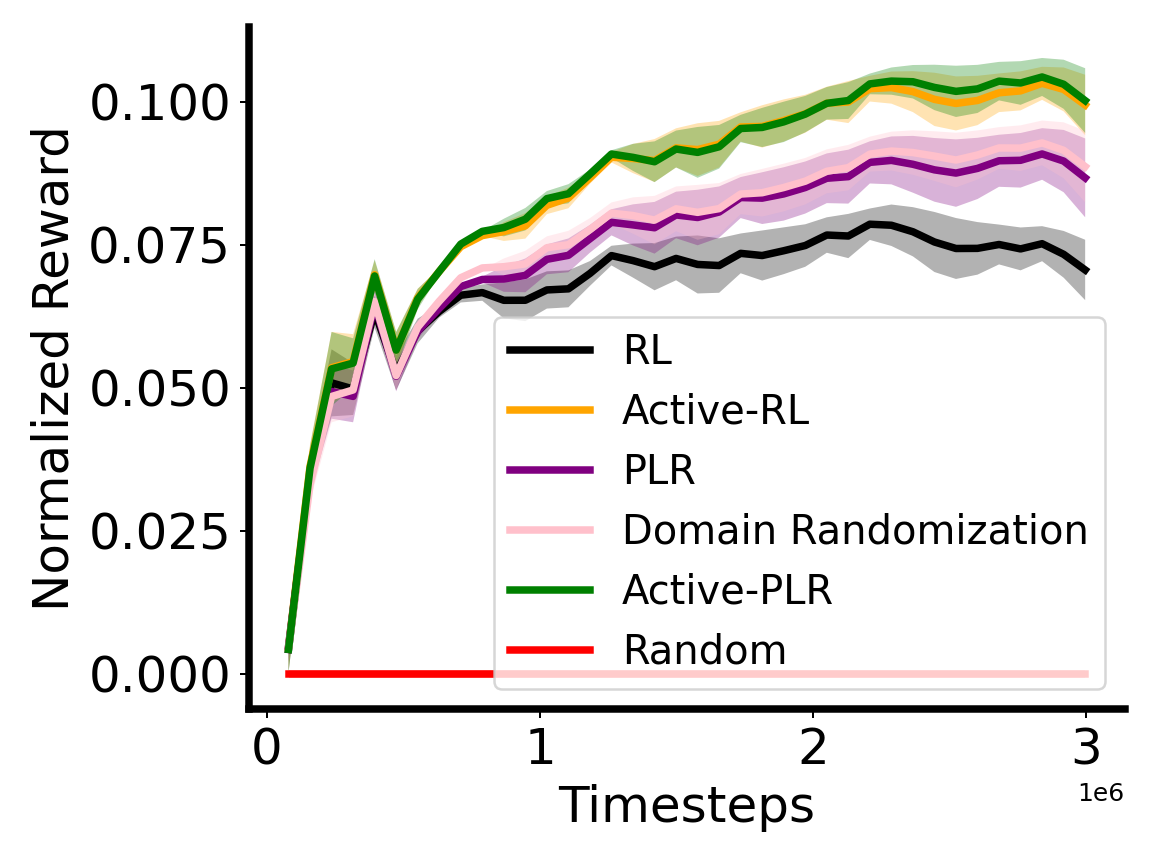 Normalized Reward
0.100
0.075
0.050
0.025
0.000
RL
Active-RL
PLR
Domain Randomization
Active-PLR
Random
0
1
2
3
1e6
Timesteps